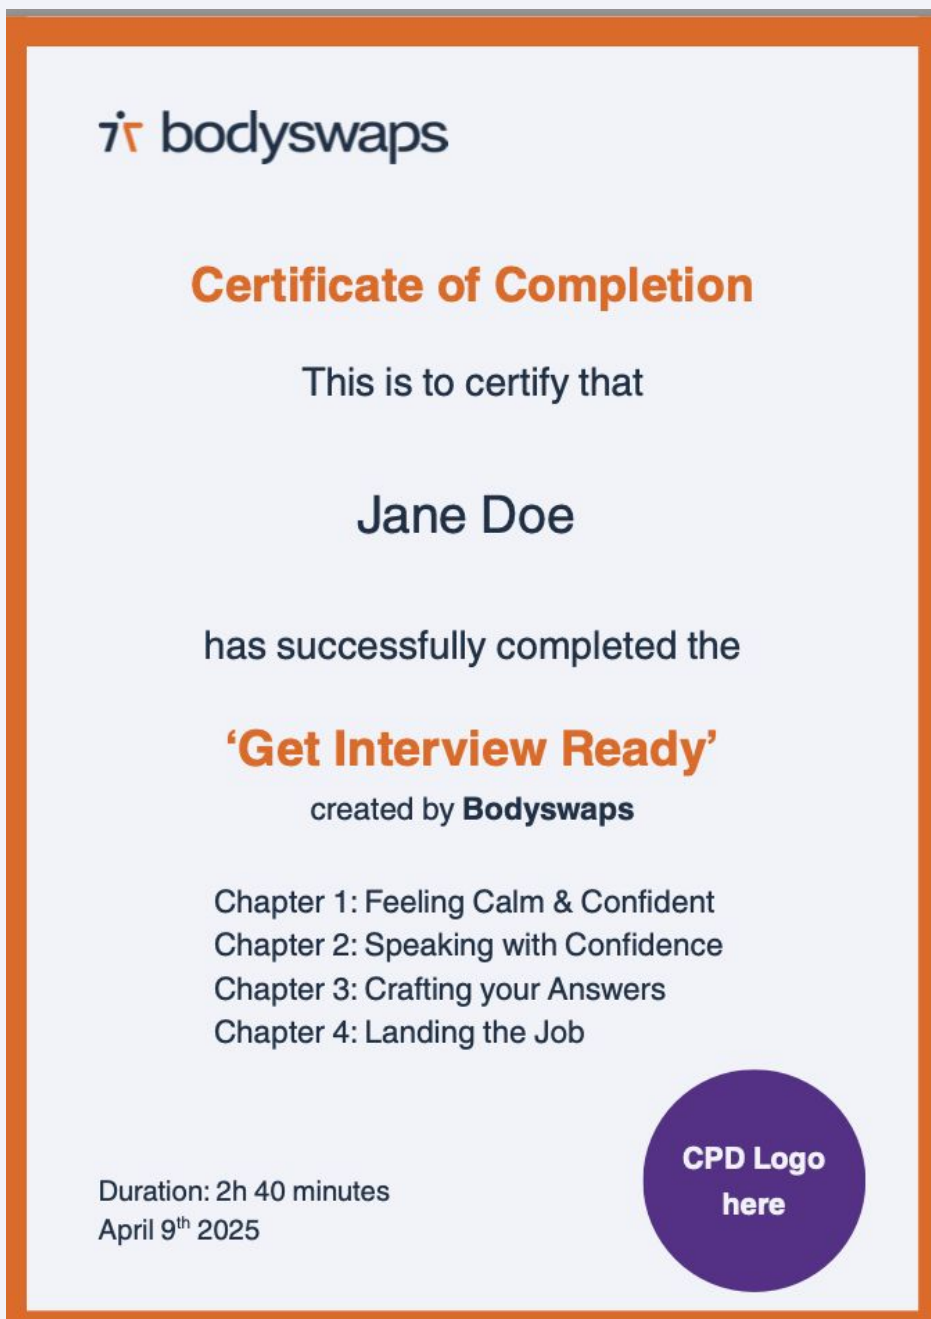 bodyswaps
Certificate of Completion
This is to certify that
Jane Doe
has successfully completed the
‘Get Interview Ready’
created by Bodyswaps
Chapter 1: Feeling Calm & Confident
Chapter 2: Speaking with Confidence
Chapter 3: Crafting your Answers
Chapter 4: Landing the Job
Duration: 2h 40 minutes
April 9th 2025
CPD Logo
here